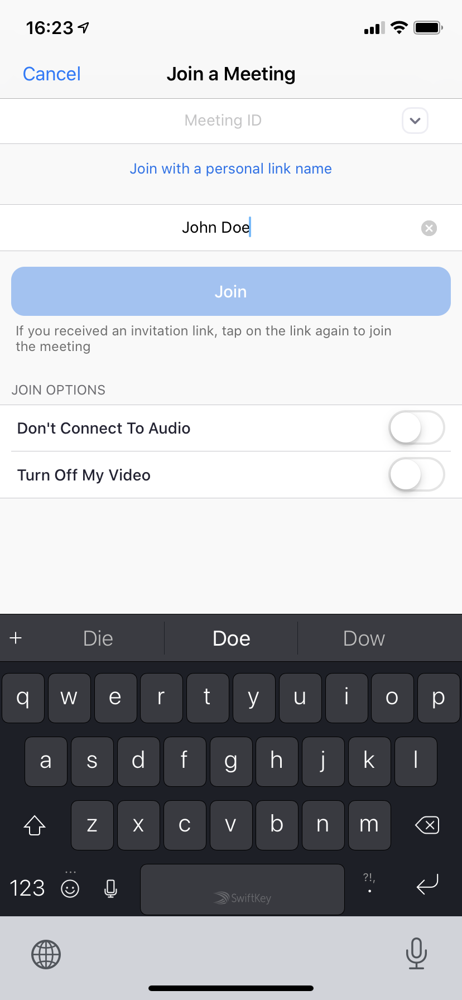 16:23
Cancel Join a Meeting
Meeting ID
Join with a personal link name
John Doe
Join
If you received an invitation link, tap on the link again to join
the meeting
JOIN OPTIONS
Don't Connect To Audio
Turn Off My Video
+ Die Doe Dow
q w e r t y u i o p
a s d f g h j k l
z x c v b n m
123 SwiftKey ?!, .